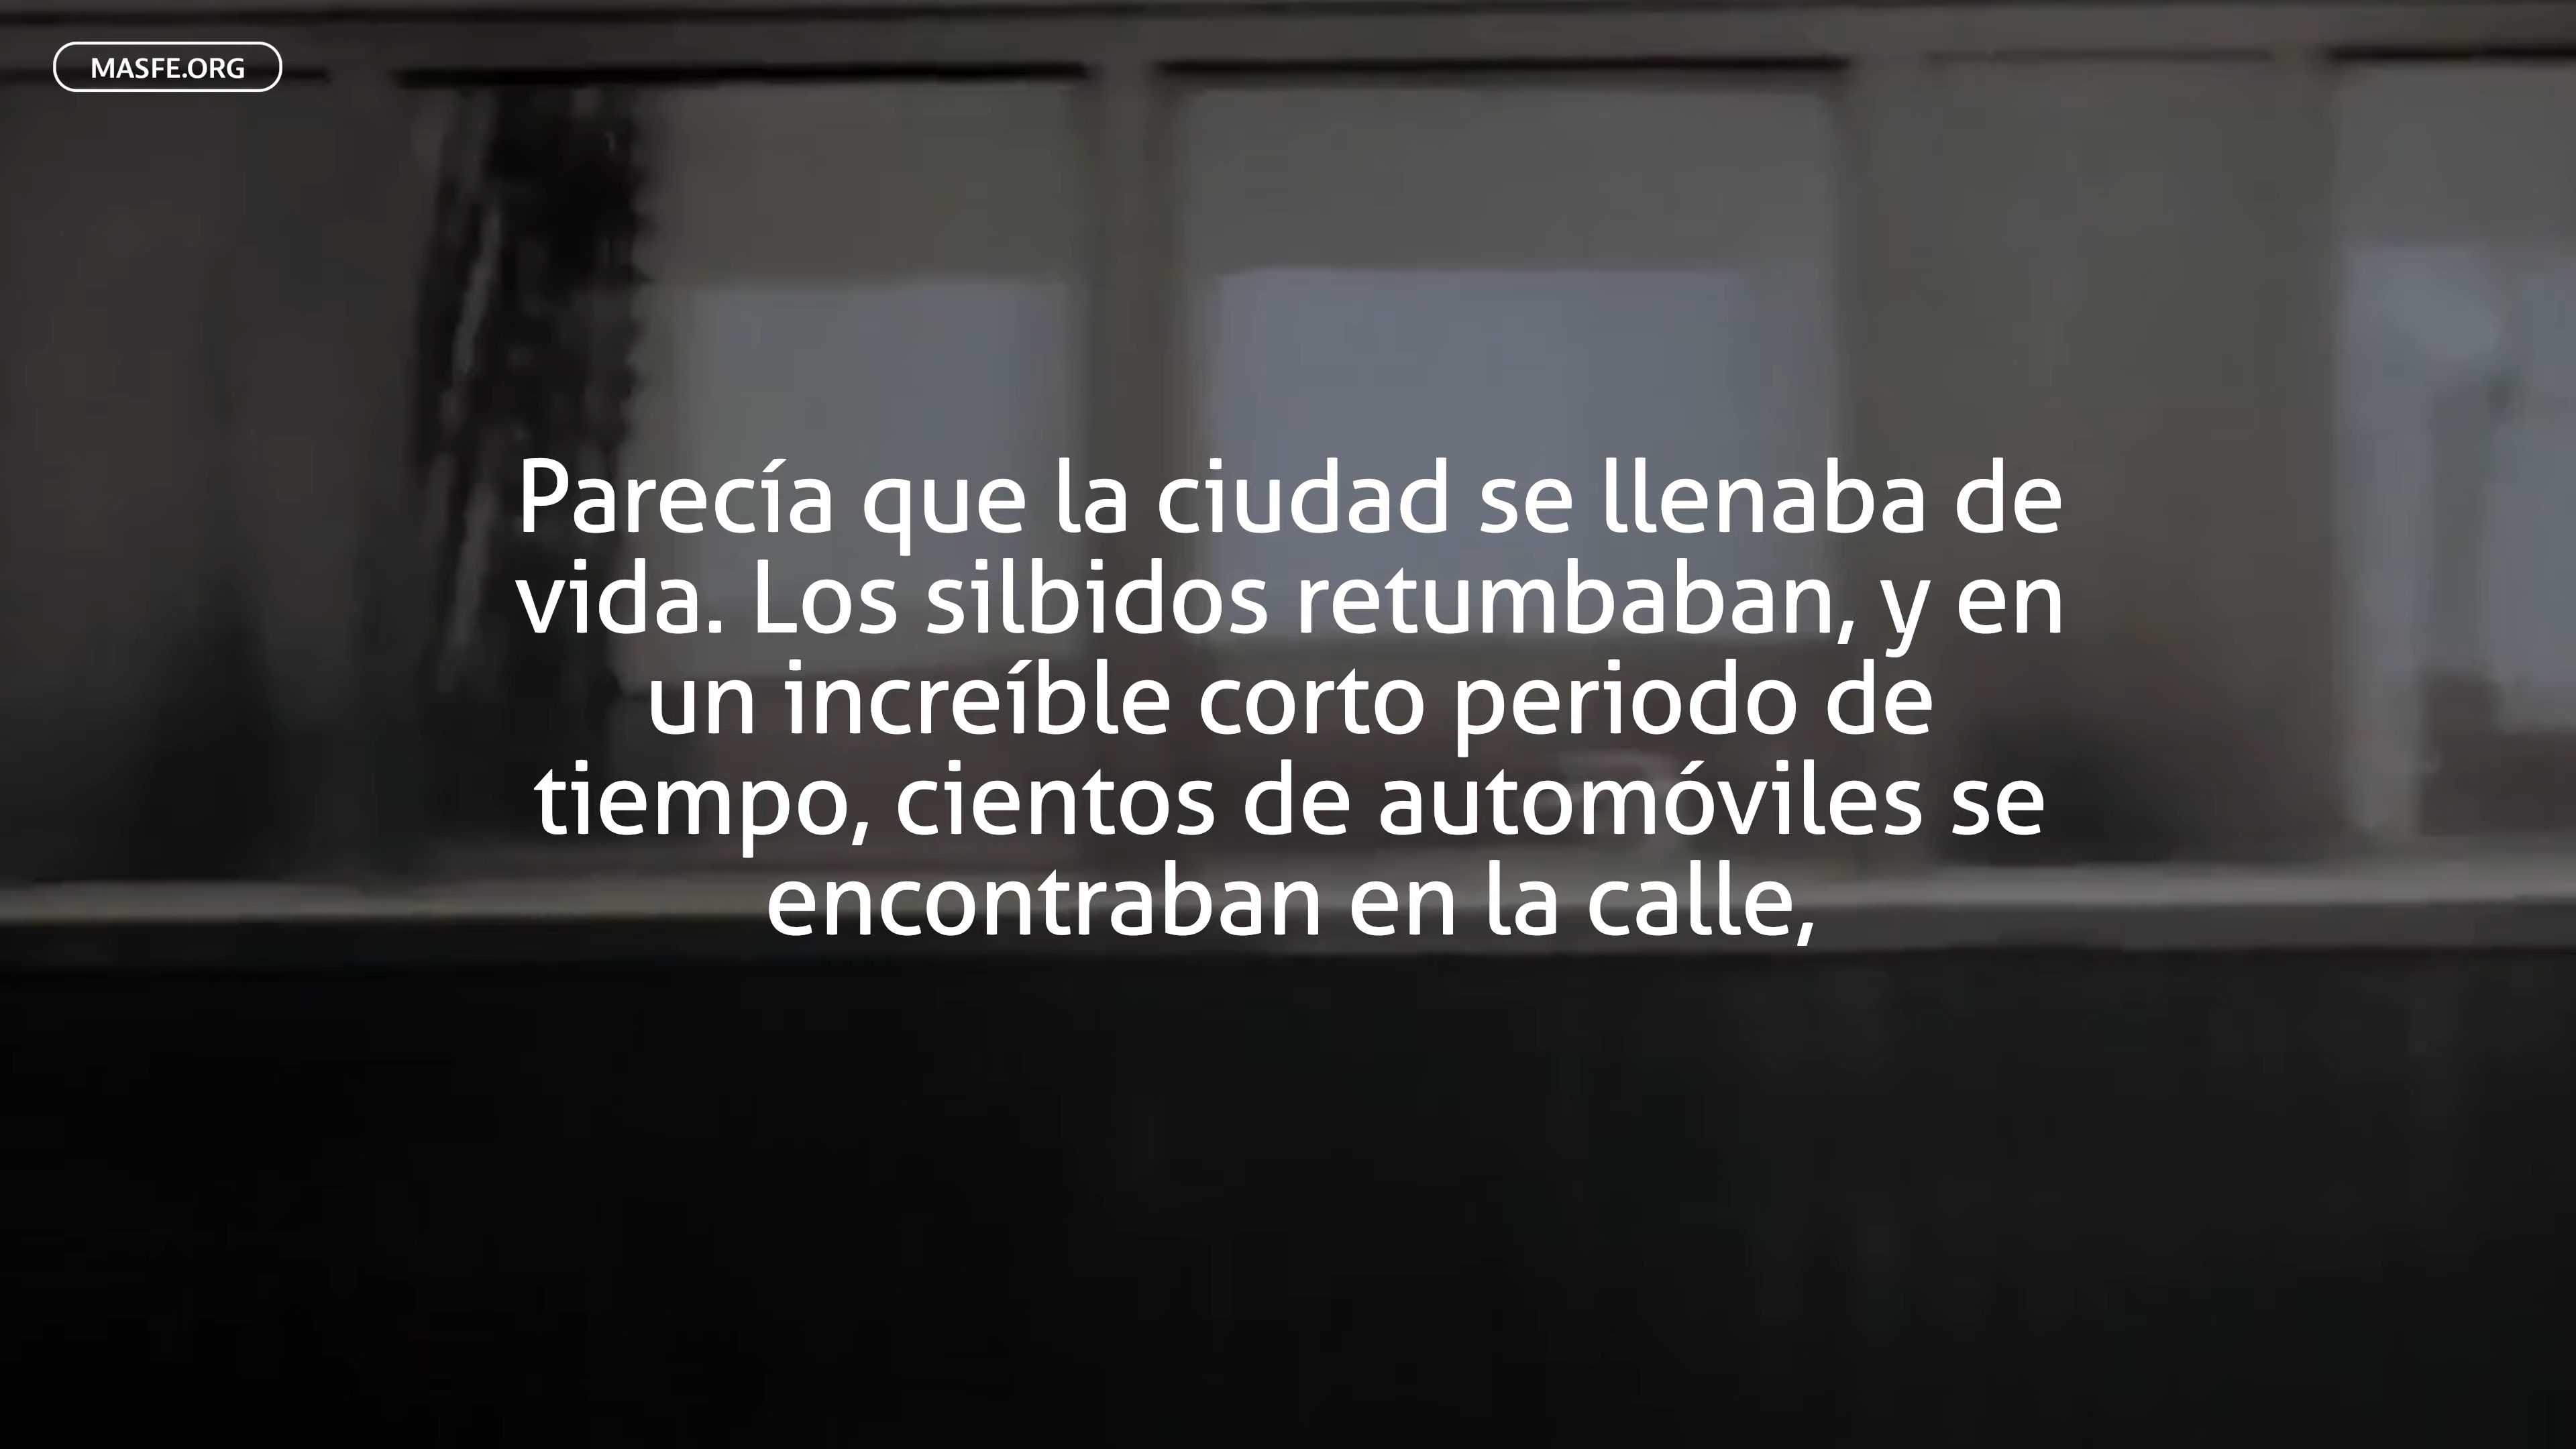 MASFE.ORG
Parecía que la ciudad se llenaba de
vida. Los silbidos retumbaban, y en
un increíble corto periodo de
tiempo, cientos de automóviles se
encontraban en la calle,